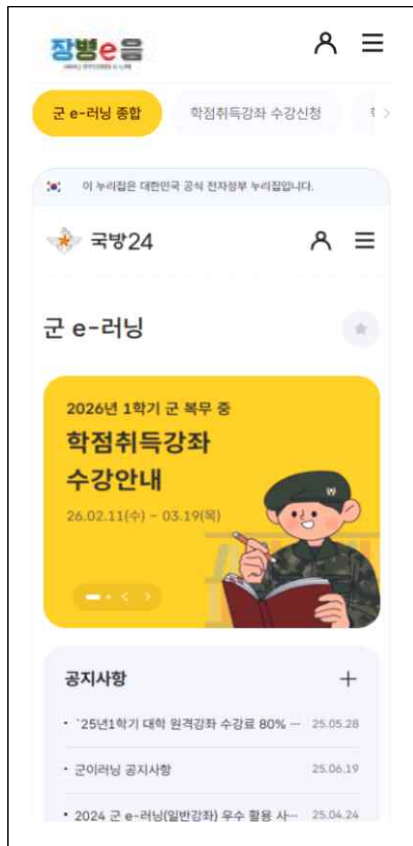 장병e음
군 e-러닝 종합
학점취득강좌 수강신청
이 누리집은 대한민국 공식 전자정부 누리집입니다.
국방24
군 e-러닝
2026년 1학기 군 복무 중
학점취득강좌
수강안내
26.02.11(수) - 03.19(목)
공지사항
· `25년1학기 대학 원격강좌 수강료 80% ··· 25.05.28
· 군이러닝 공지사항 25.06.19
· 2024 군 e-러닝(일반강좌) 우수 활용 사··· 25.04.24